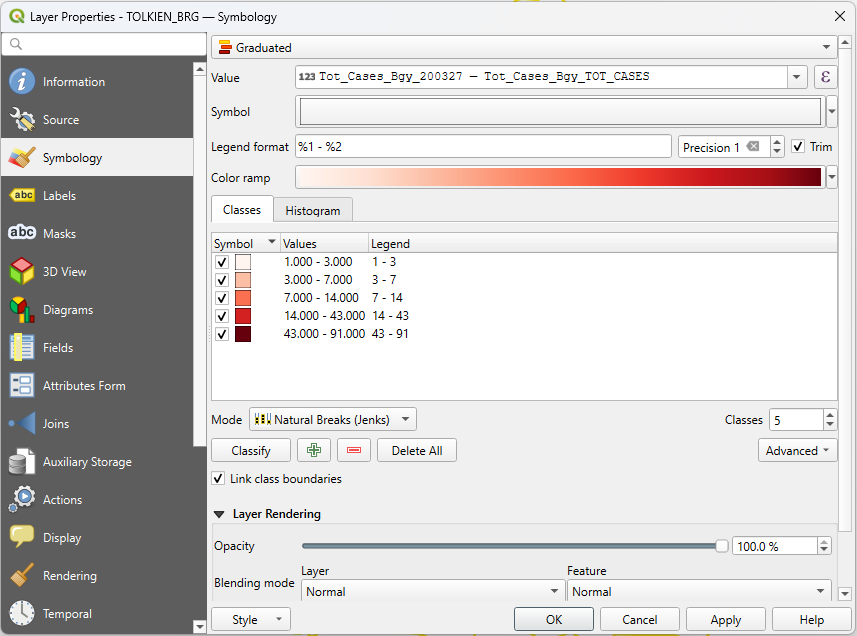 Layer Properties - TOLKIEN_BRG — Symbology
Information
Source
Symbology
Labels
Masks
3D View
Diagrams
Fields
Attributes Form
Joins
Auxiliary Storage
Actions
Display
Rendering
Temporal
Graduated
Value 123 Tot_Cases_Bgy_200327 — Tot_Cases_Bgy_TOT_CASES ε
Symbol
Legend format %1 - %2 Precision 1 Trim
Color ramp
Classes Histogram
Symbol Values Legend
1.000 - 3.000 1 - 3
3.000 - 7.000 3 - 7
7.000 - 14.000 7 - 14
14.000 - 43.000 14 - 43
43.000 - 91.000 43 - 91
Mode Natural Breaks (Jenks) Classes 5
Classify Delete All Advanced
Link class boundaries
Layer Rendering
Opacity 100.0 %
Layer Feature
Blending mode Normal Normal
Style OK Cancel Apply Help